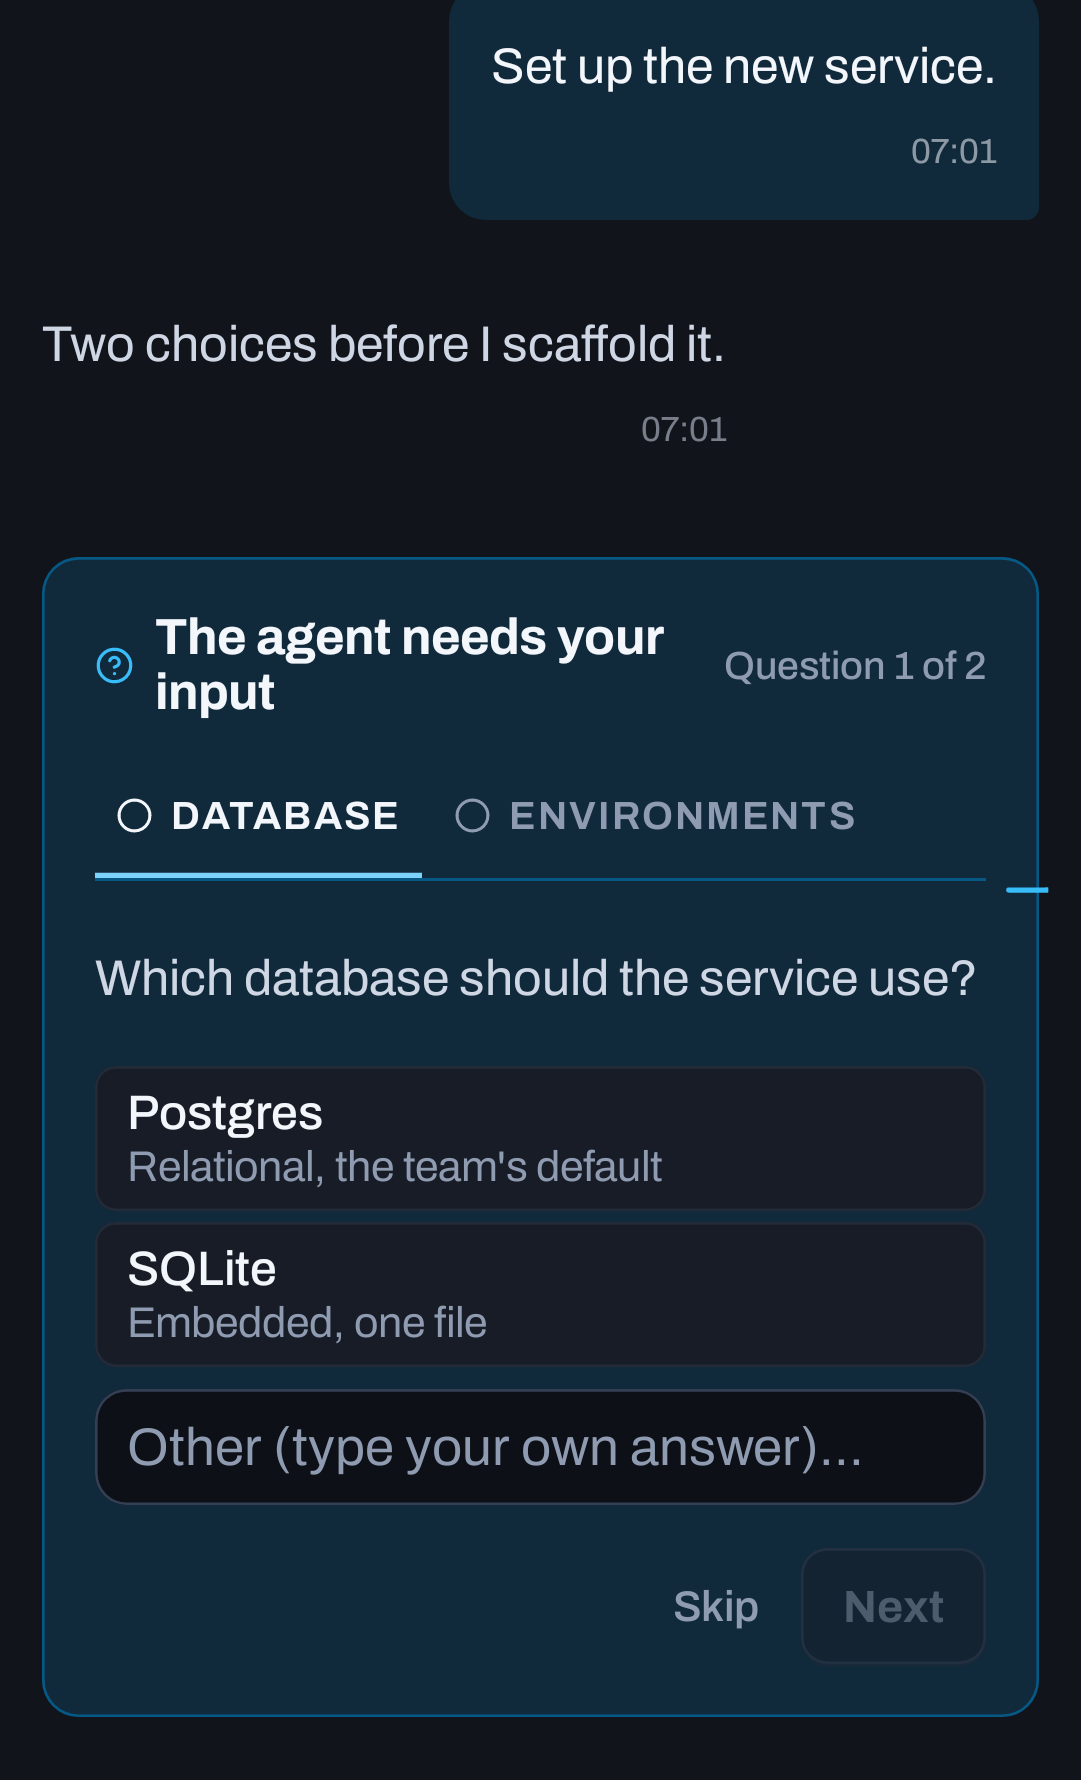 Set up the new service.
07:01
Two choices before I scaffold it.
07:01
The agent needs your
input
Question 1 of 2
DATABASE
ENVIRONMENTS
Which database should the service use?
Postgres
Relational, the team's default
SQLite
Embedded, one file
Other (type your own answer)...
Skip
Next